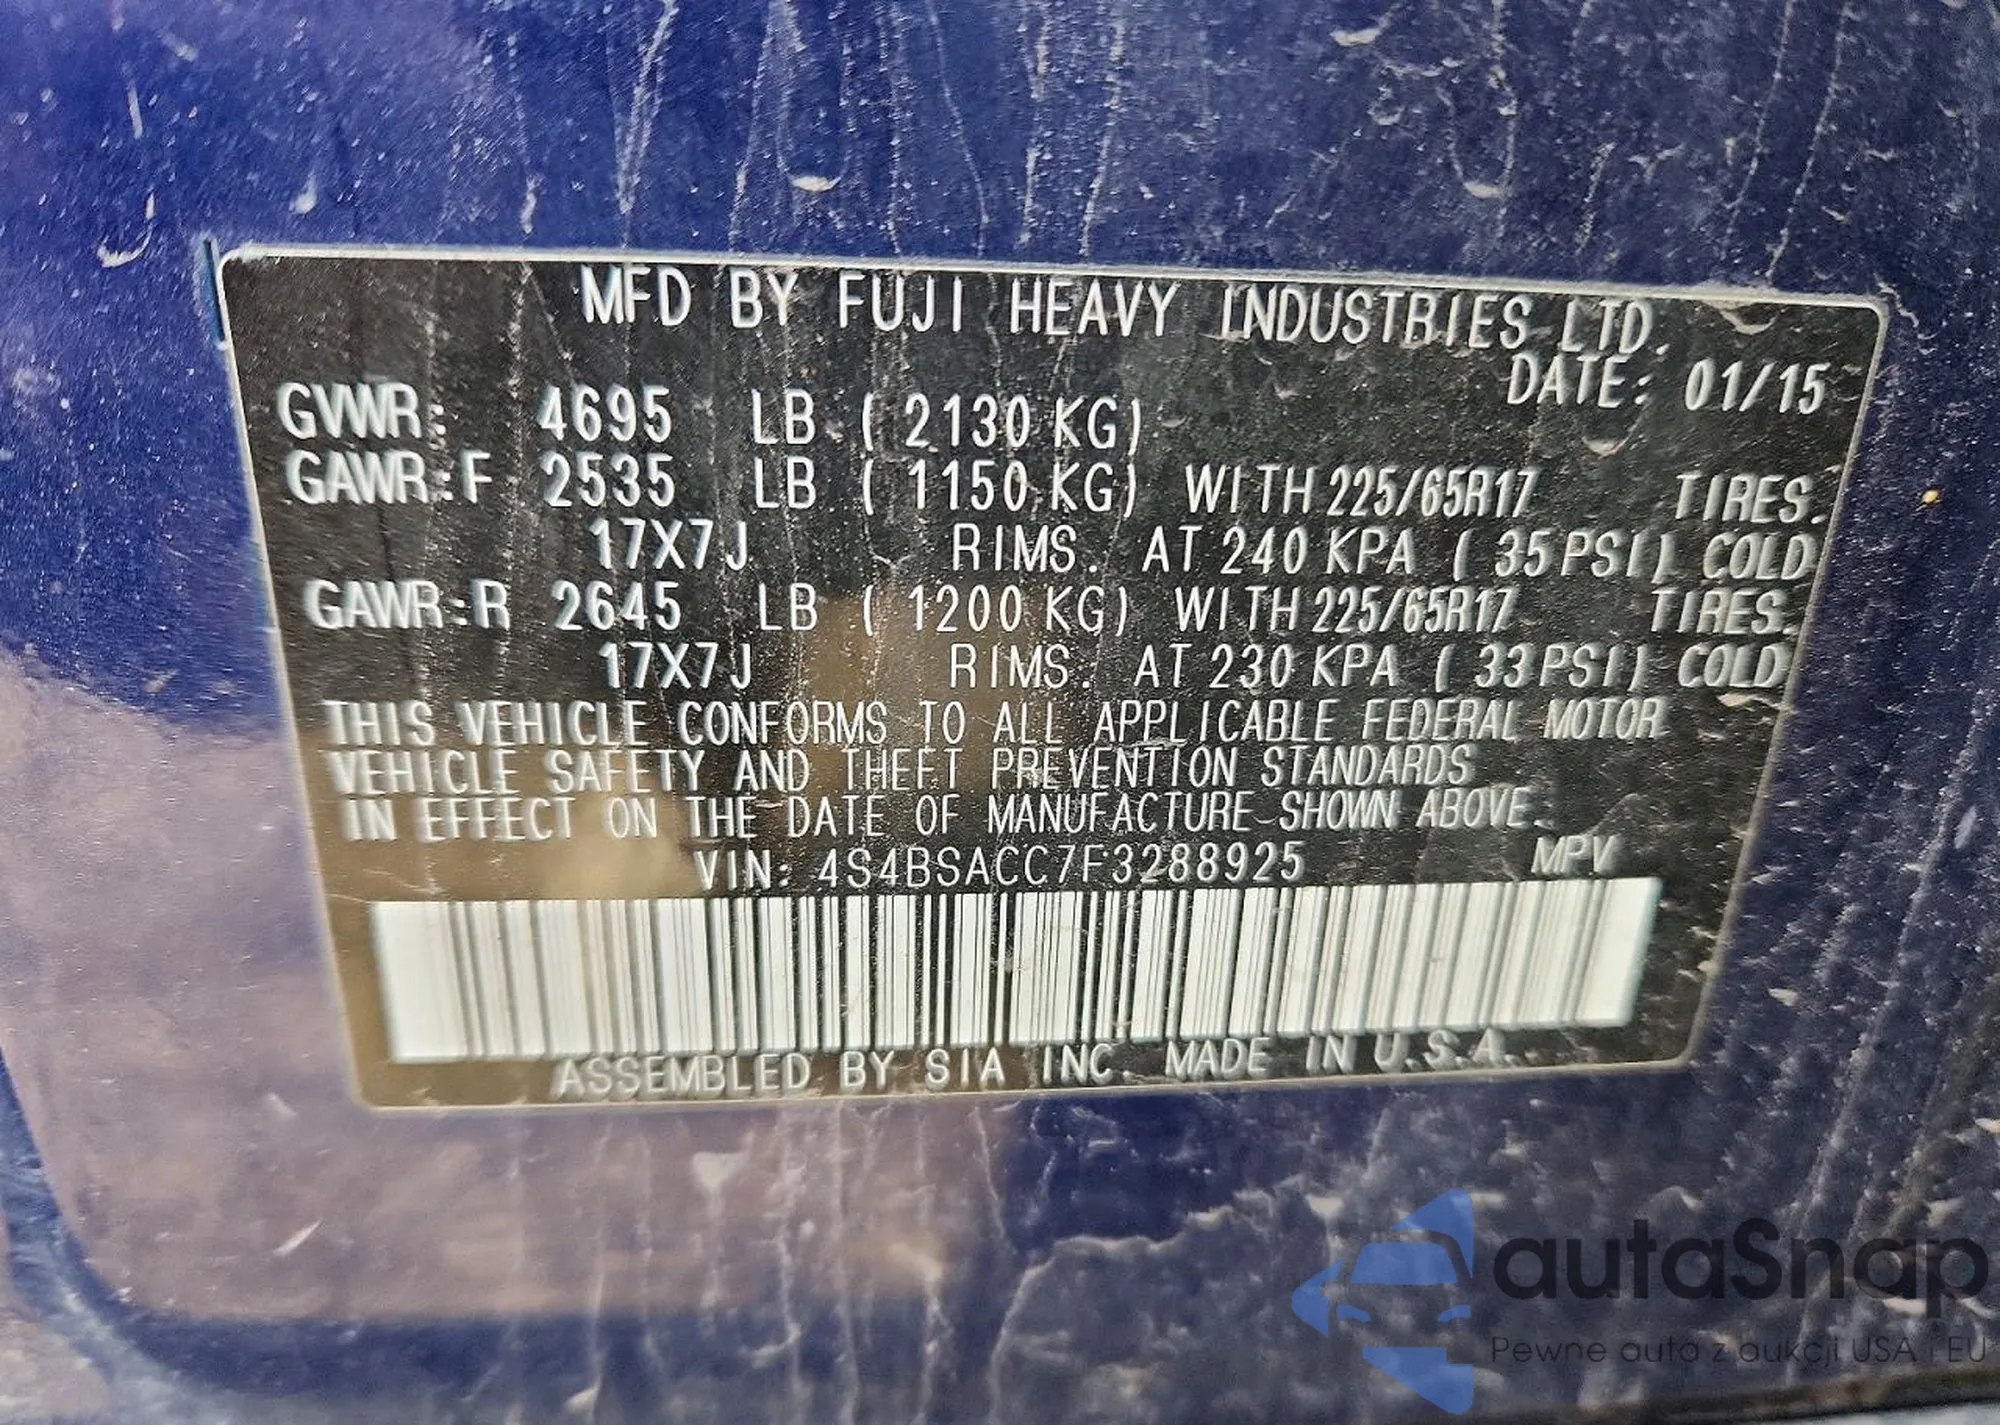 MFD BY FUJI HEAVY INDUSTRIES LTD.
DATE: 01/15
GVWR: 4695 LB ( 2130 KG)
GAWR:F 2535 LB ( 1150 KG) WITH 225/65R17 TIRES.
17X7J RIMS. AT 240 KPA ( 35PSI) COLD
GAWR:R 2645 LB ( 1200 KG) WITH 225/65R17 TIRES.
17X7J RIMS. AT 230 KPA ( 33PSI) COLD
THIS VEHICLE CONFORMS TO ALL APPLICABLE FEDERAL MOTOR
VEHICLE SAFETY AND THEFT PREVENTION STANDARDS
IN EFFECT ON THE DATE OF MANUFACTURE SHOWN ABOVE.
VIN: 4S4BSACC7F3288925 MPV
ASSEMBLED BY SIA INC. MADE IN U.S.A.
autaSnap
Pewne auta z aukcji USA i EU